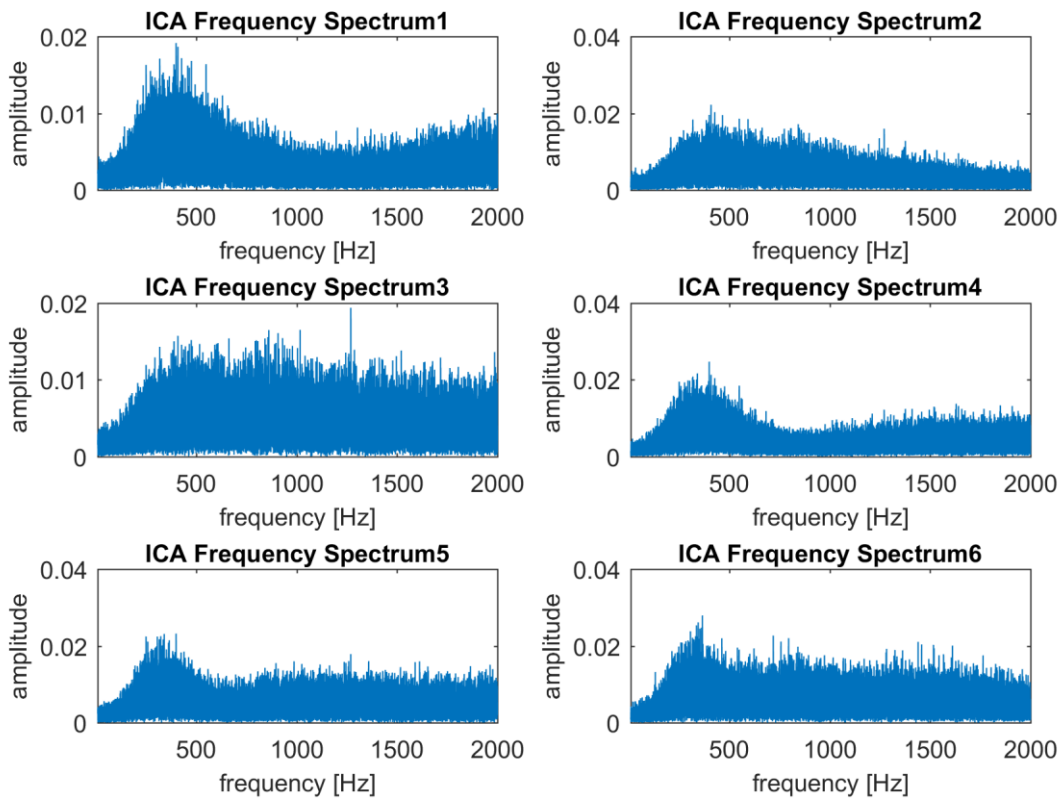 ICA Frequency Spectrum1
0.02
0.01
0
amplitude
500 1000 1500 2000
frequency [Hz]
ICA Frequency Spectrum2
0.04
0.02
0
amplitude
500 1000 1500 2000
frequency [Hz]
ICA Frequency Spectrum3
0.02
0.01
0
amplitude
500 1000 1500 2000
frequency [Hz]
ICA Frequency Spectrum4
0.04
0.02
0
amplitude
500 1000 1500 2000
frequency [Hz]
ICA Frequency Spectrum5
0.04
0.02
0
amplitude
500 1000 1500 2000
frequency [Hz]
ICA Frequency Spectrum6
0.04
0.02
0
amplitude
500 1000 1500 2000
frequency [Hz]